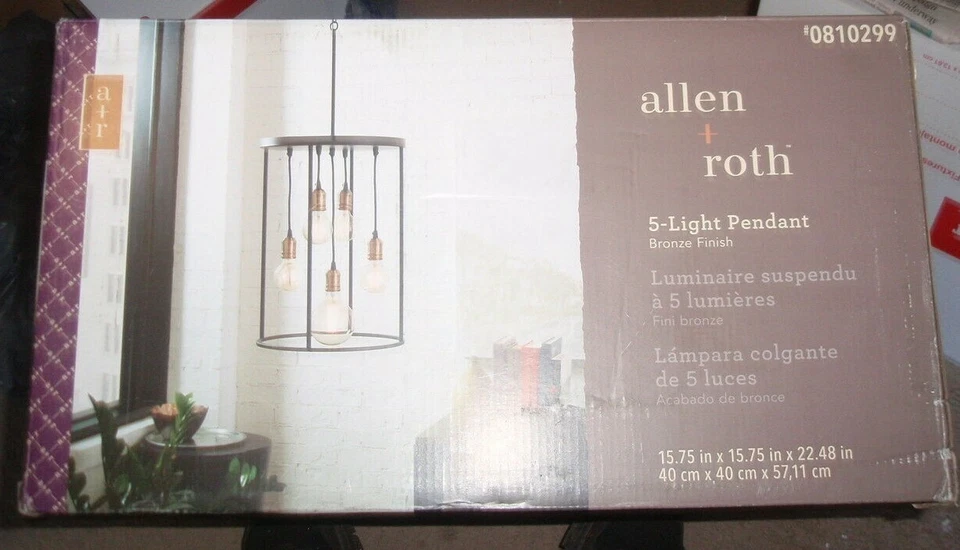 #0810299
a
+
r
allen
+
roth™
5-Light Pendant
Bronze Finish
Luminaire suspendu
à 5 lumières
Fini bronze
Lámpara colgante
de 5 luces
Acabado de bronce
15.75 in x 15.75 in x 22.48 in
40 cm x 40 cm x 57,11 cm